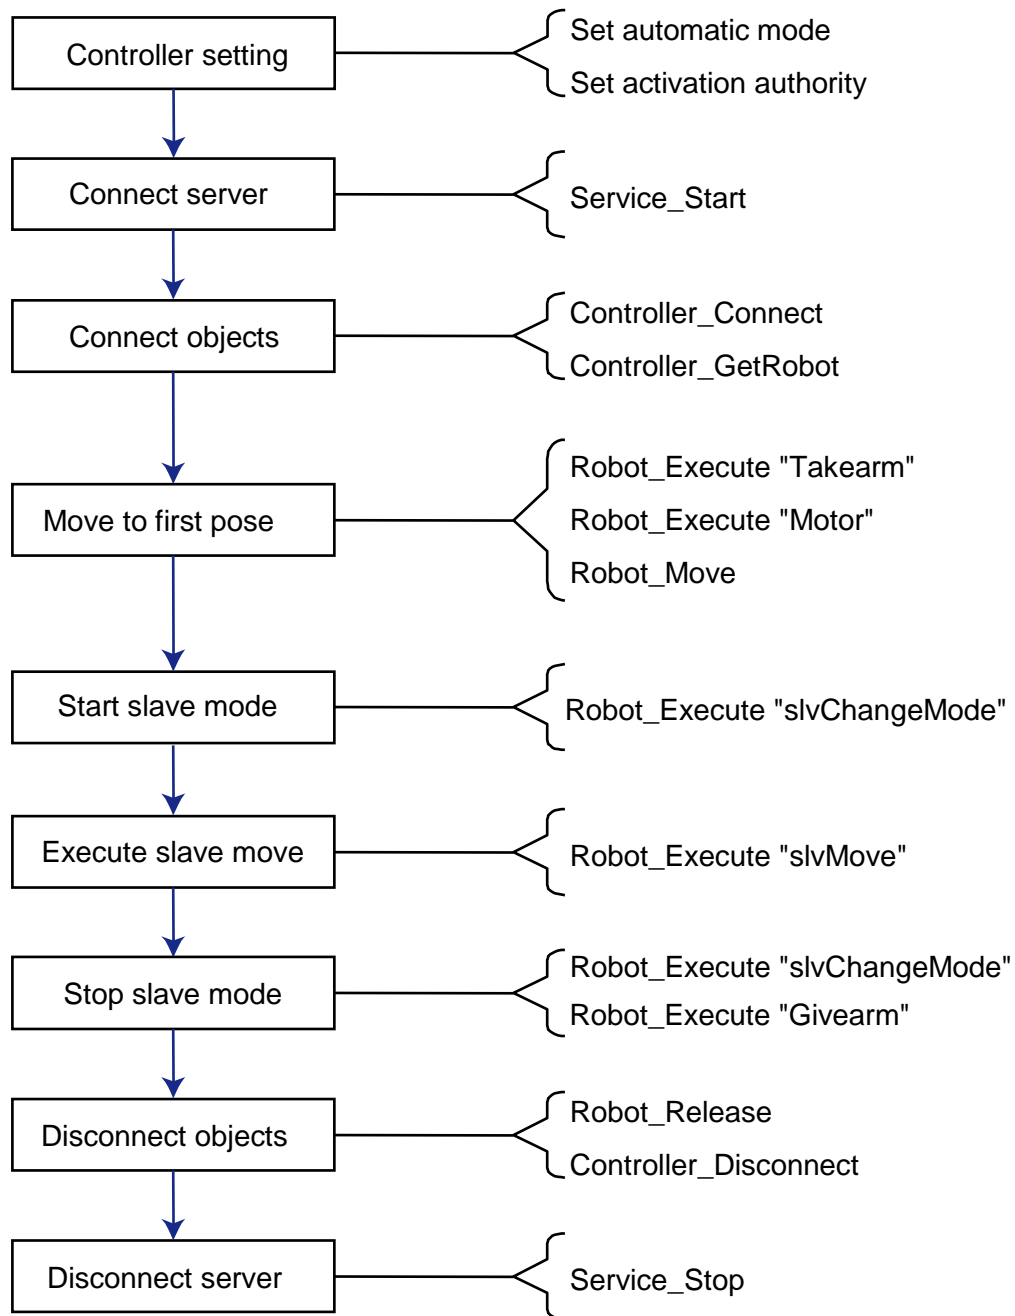 Controller setting
Set automatic mode
Set activation authority
Connect server
Service_Start
Connect objects
Controller_Connect
Controller_GetRobot
Move to first pose
Robot_Execute "Takearm"
Robot_Execute "Motor"
Robot_Move
Start slave mode
Robot_Execute "slvChangeMode"
Execute slave move
Robot_Execute "slvMove"
Stop slave mode
Robot_Execute "slvChangeMode"
Robot_Execute "Givearm"
Disconnect objects
Robot_Release
Controller_Disconnect
Disconnect server
Service_Stop